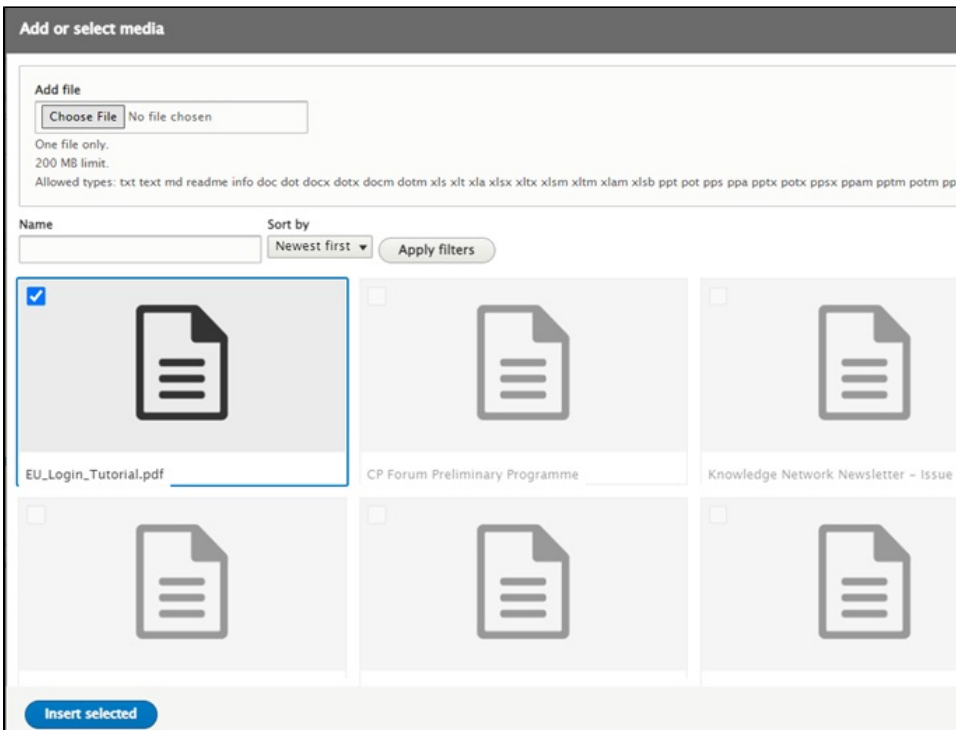 Add or select media
Add file
Choose File No file chosen
One file only.
200 MB limit.
Allowed types: txt text md readme info doc dot docx dotx docm dotm xls xlt xla xlsx xltx xlsm xltm xlam xlsb ppt pot pps ppa pptx potx ppsx ppam pptm potm pp
Name Sort by
Newest first Apply filters
EU_Login_Tutorial.pdf CP Forum Preliminary Programme Knowledge Network Newsletter – Issue
Insert selected